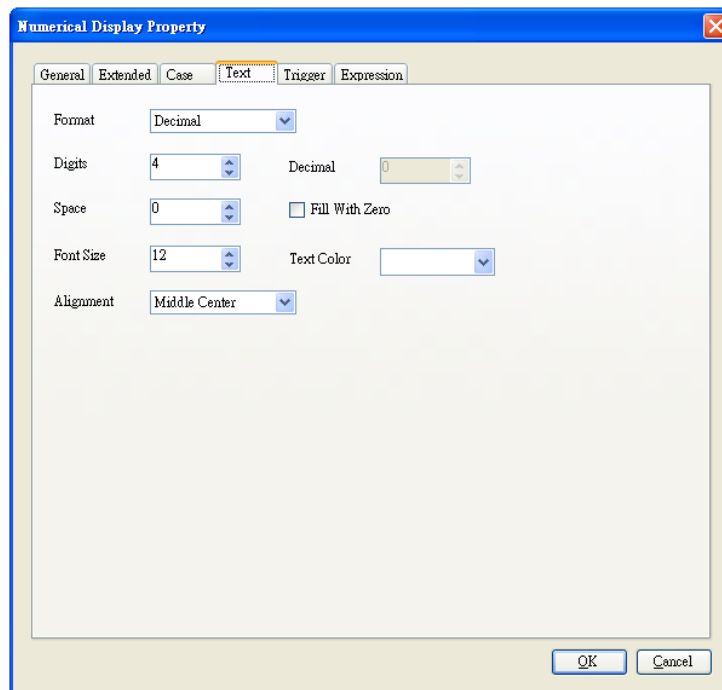 Numerical Display Property
General Extended Case Text Trigger Expression
Format Decimal
Digits 4 Decimal 0
Space 0 Fill With Zero
Font Size 12 Text Color
Alignment Middle Center
OK Cancel